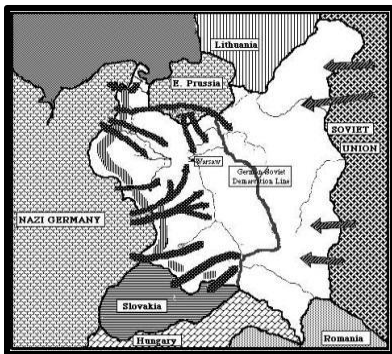 Lithuania
E. Prussia
SOVIET
UNION
Warsaw
German-Soviet
Demarcation Line
NAZI GERMANY
Slovakia
Hungary
Romania